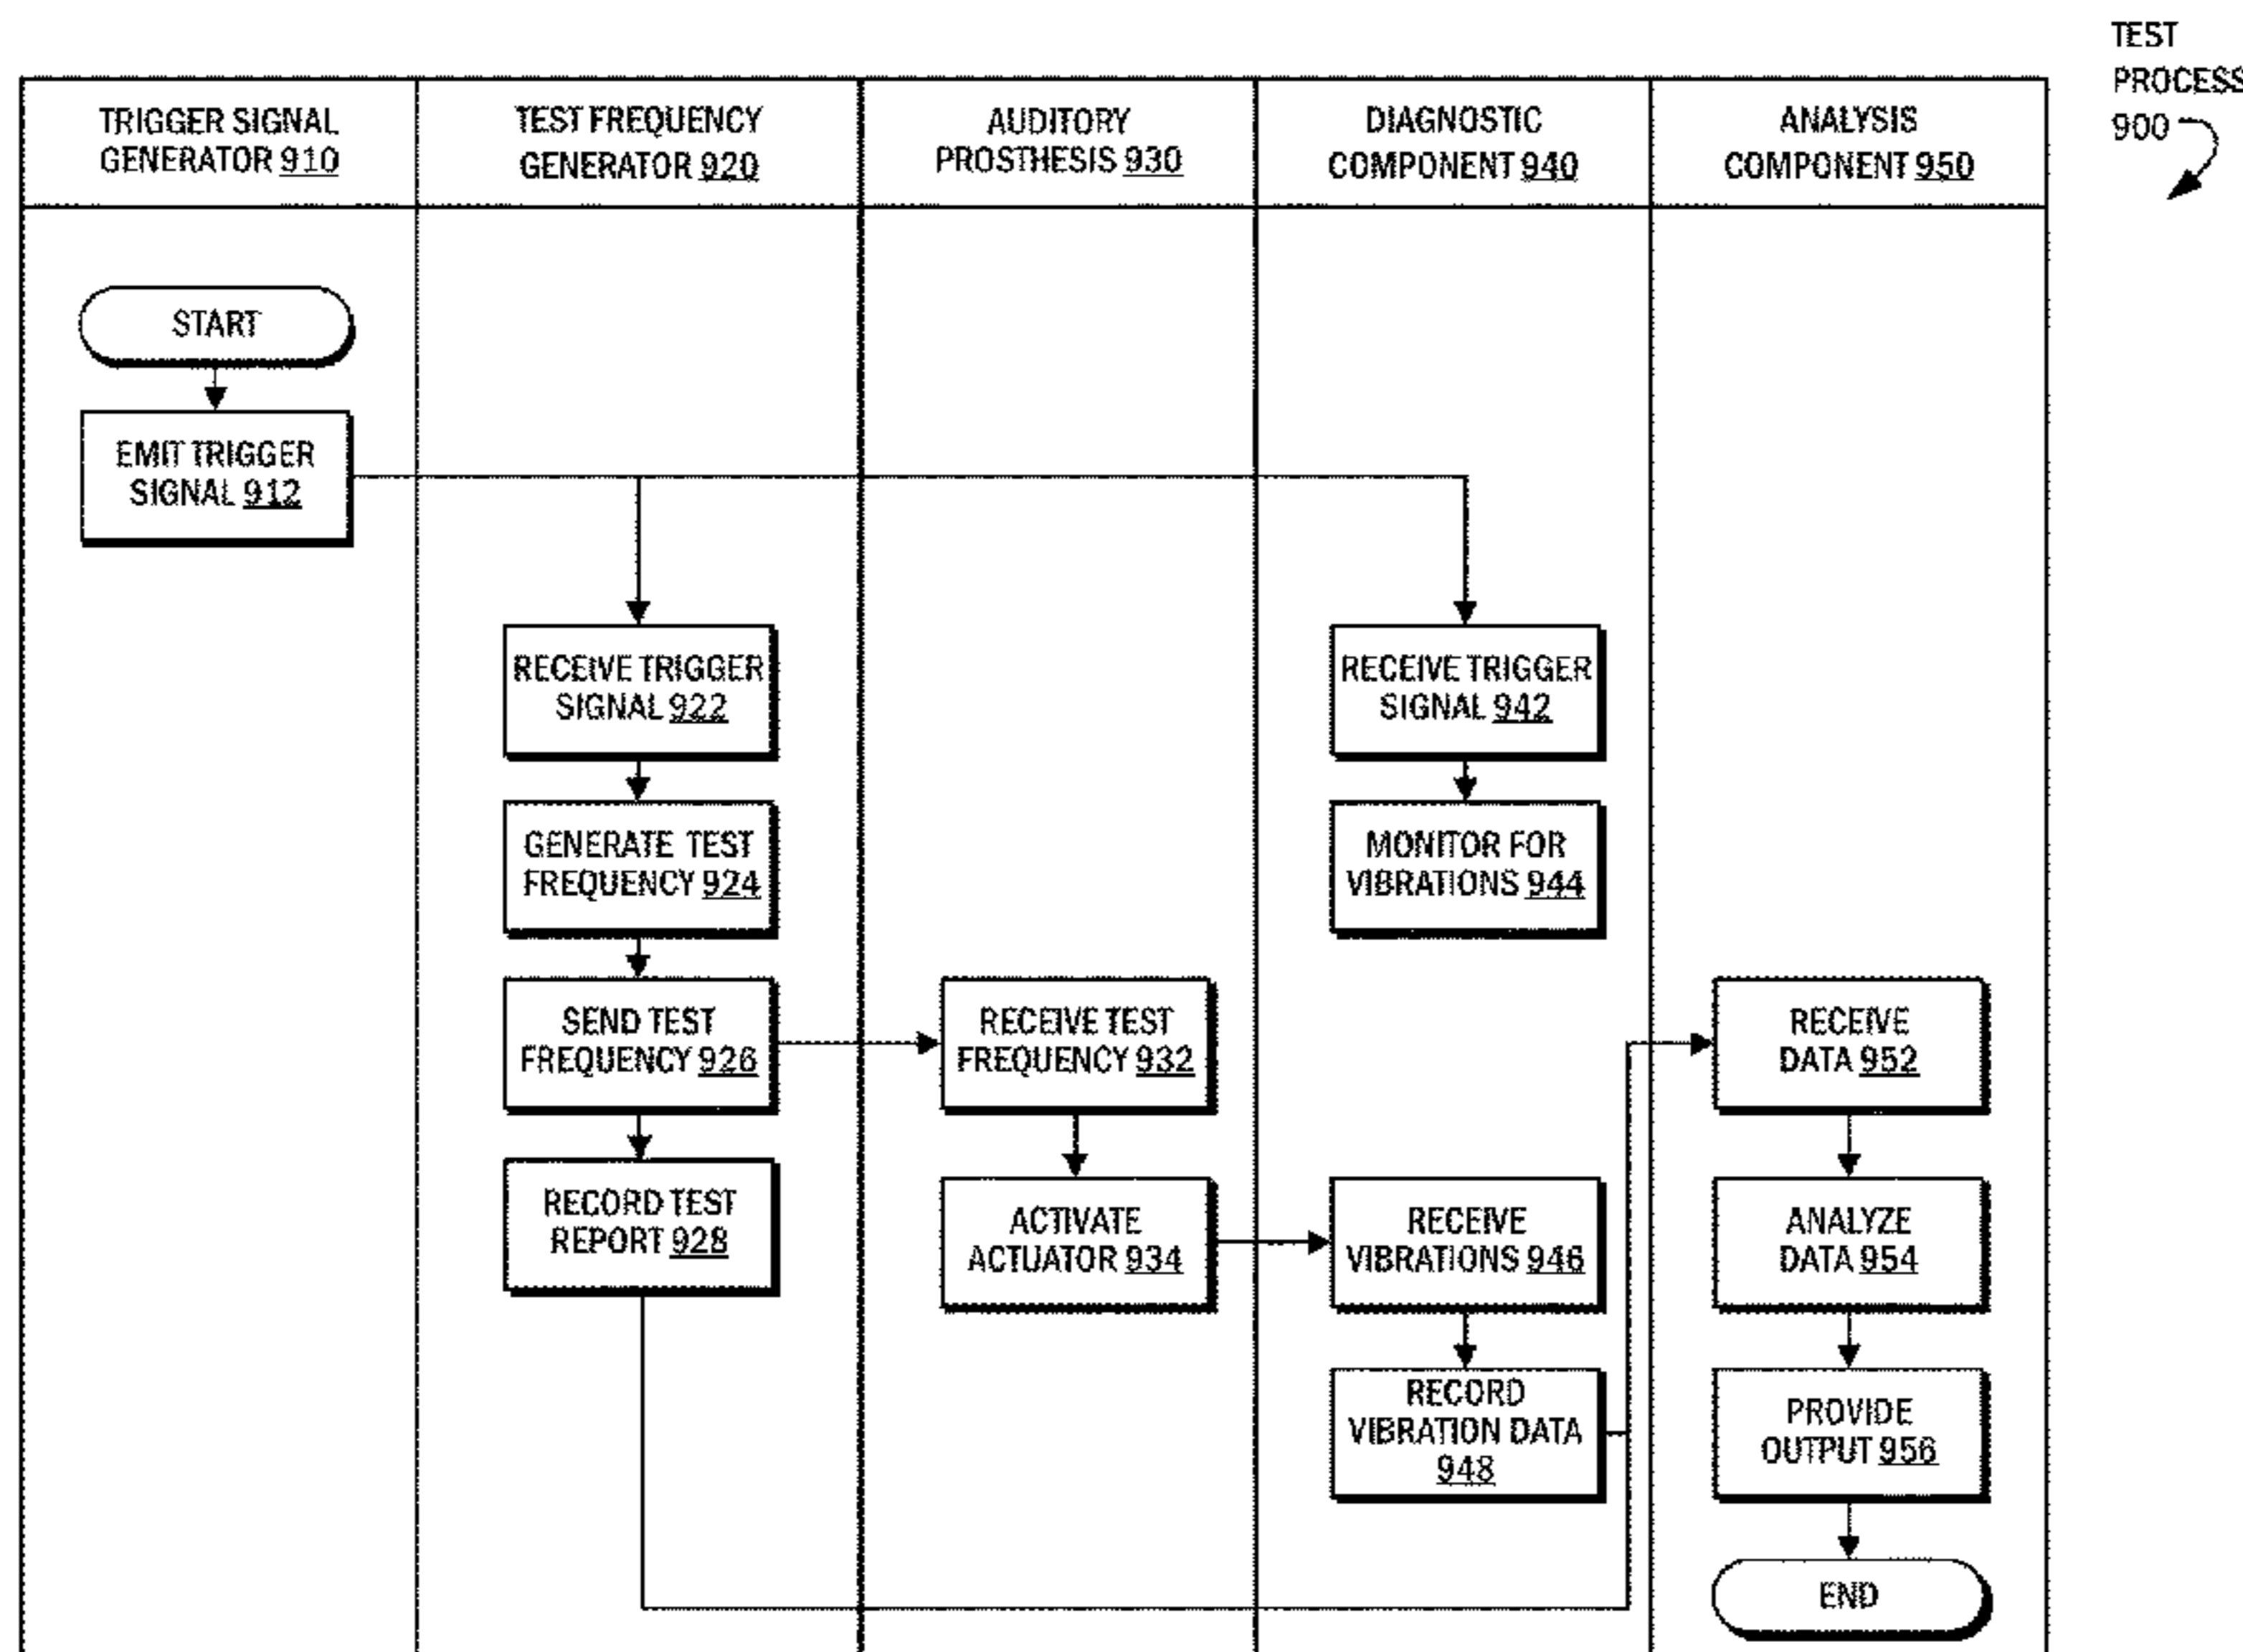 TEST
PROCESS
900
TRIGGER SIGNAL
GENERATOR 910
TEST FREQUENCY
GENERATOR 920
AUDITORY
PROSTHESIS 930
DIAGNOSTIC
COMPONENT 940
ANALYSIS
COMPONENT 950
START
EMIT TRIGGER
SIGNAL 912
RECEIVE TRIGGER
SIGNAL 922
RECEIVE TRIGGER
SIGNAL 942
GENERATE TEST
FREQUENCY 924
MONITOR FOR
VIBRATIONS 944
SEND TEST
FREQUENCY 926
RECEIVE TEST
FREQUENCY 932
RECEIVE
DATA 952
RECORD TEST
REPORT 928
ACTIVATE
ACTUATOR 934
RECEIVE
VIBRATIONS 946
ANALYZE
DATA 954
RECORD
VIBRATION DATA
948
PROVIDE
OUTPUT 956
END